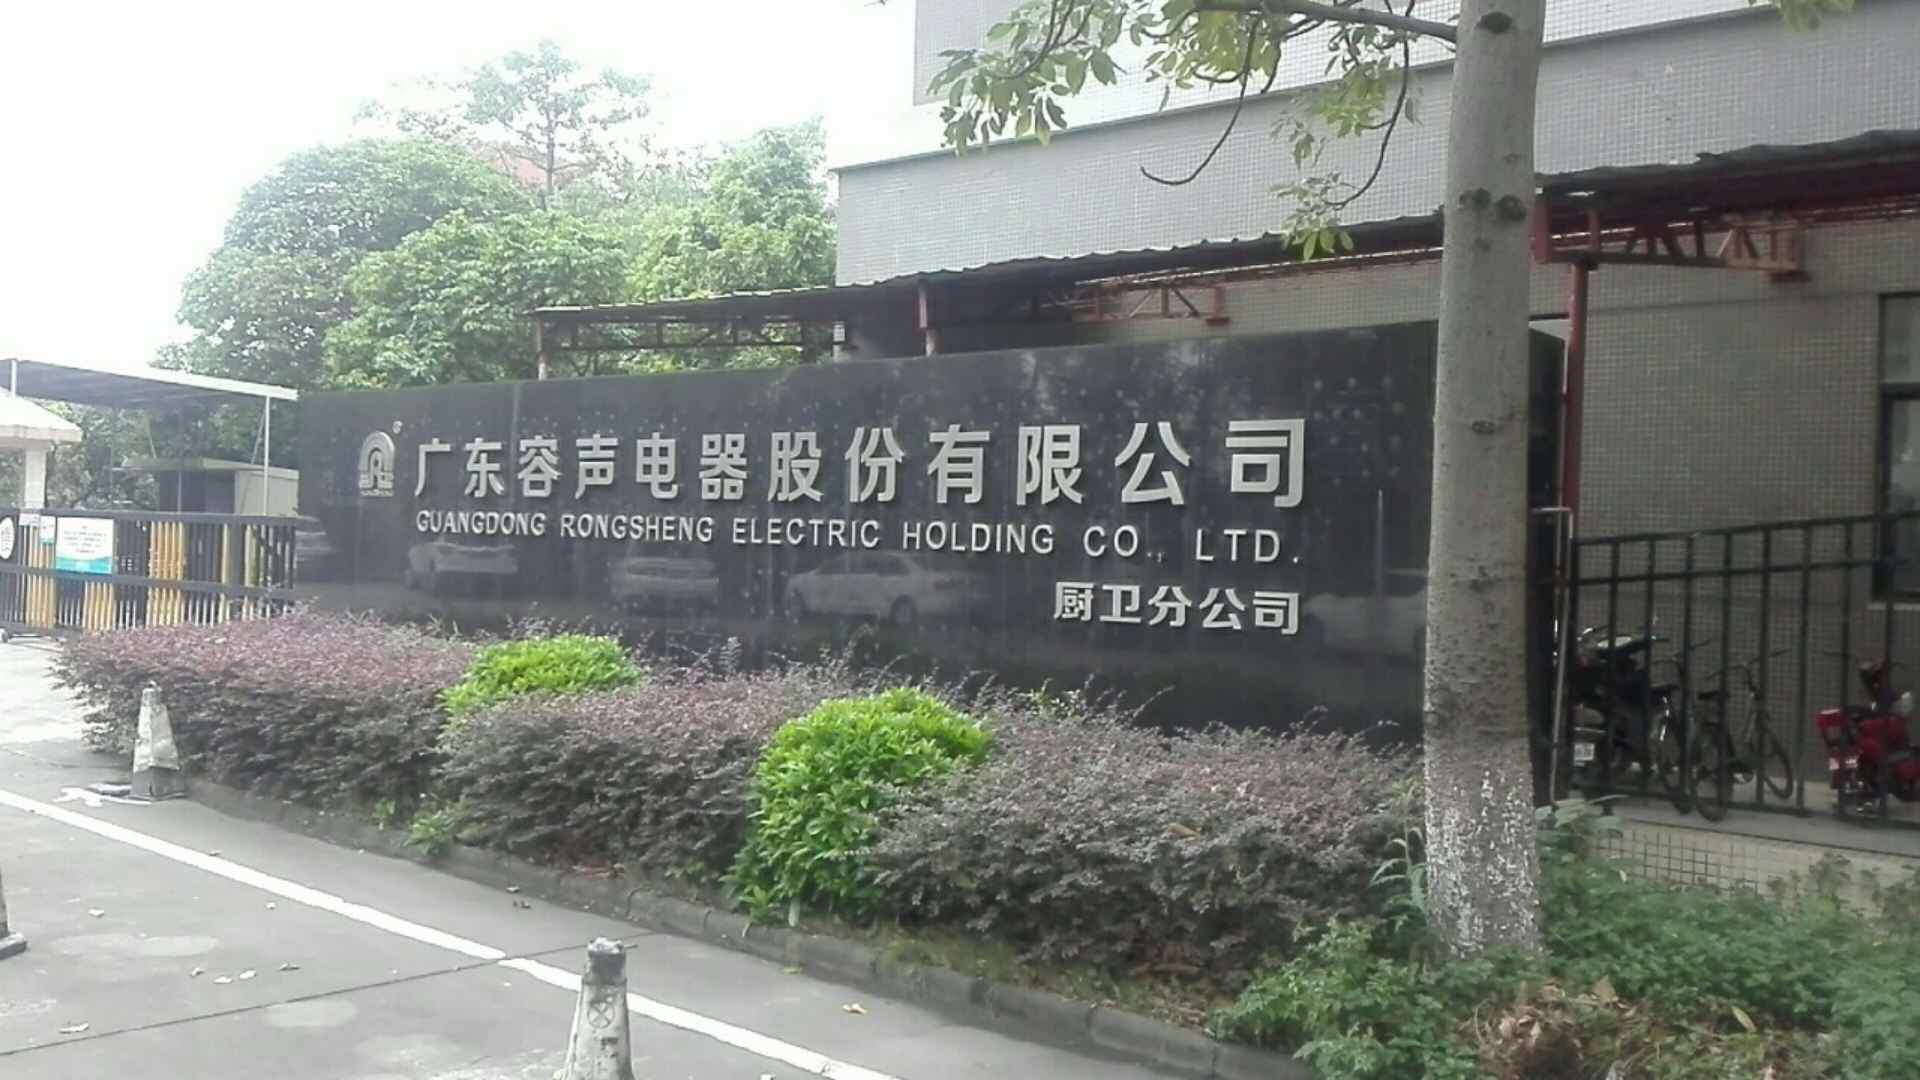 广东容声电器股份有限公司
GUANGDONG RONGSHENG ELECTRIC HOLDING CO., LTD.
厨卫分公司